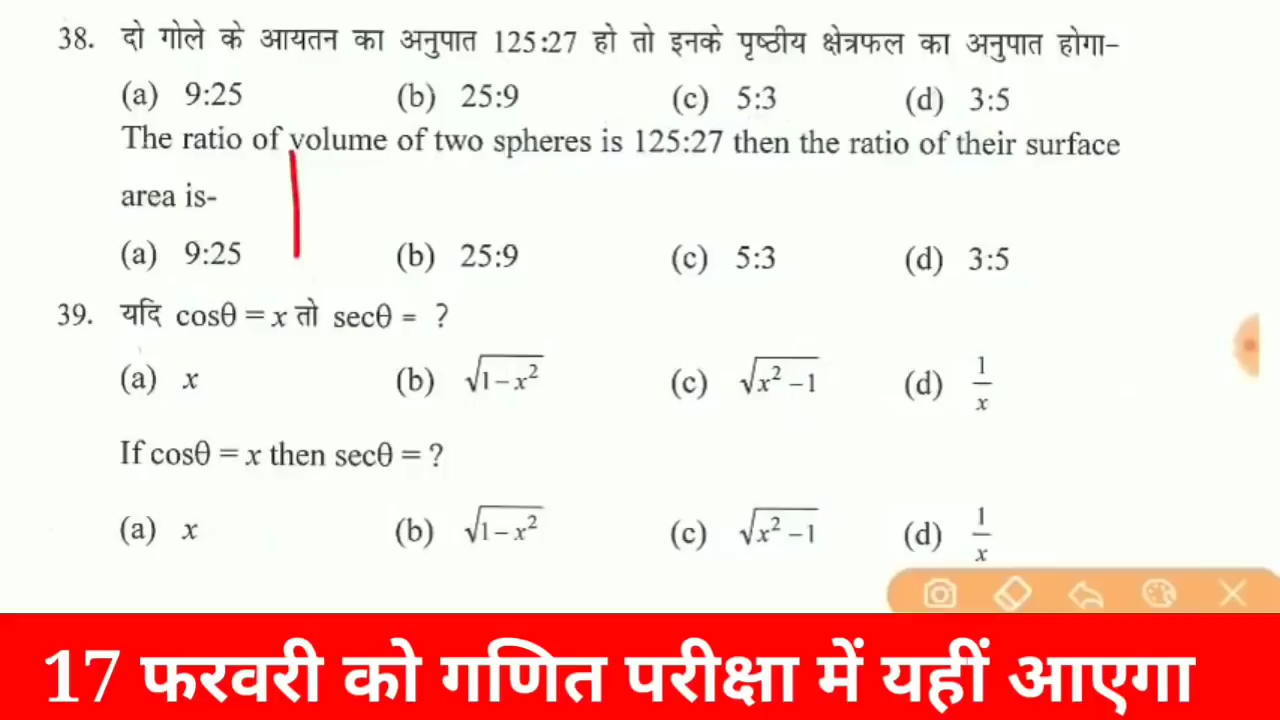 38. दो गोले के आयतन का अनुपात 125:27 हो तो इनके पृष्ठीय क्षेत्रफल का अनुपात होगा–
(a) 9:25 (b) 25:9 (c) 5:3 (d) 3:5
The ratio of volume of two spheres is 125:27 then the ratio of their surface
area is-
(a) 9:25 (b) 25:9 (c) 5:3 (d) 3:5
39. यदि cosθ = x तो secθ = ?
(a) x (b) √(1 – x²) (c) √(x² – 1) (d) 1/x
If cosθ = x then secθ = ?
(a) x (b) √(1 – x²) (c) √(x² – 1) (d) 1/x
17 फरवरी को गणित परीक्षा में यहीं आएगा